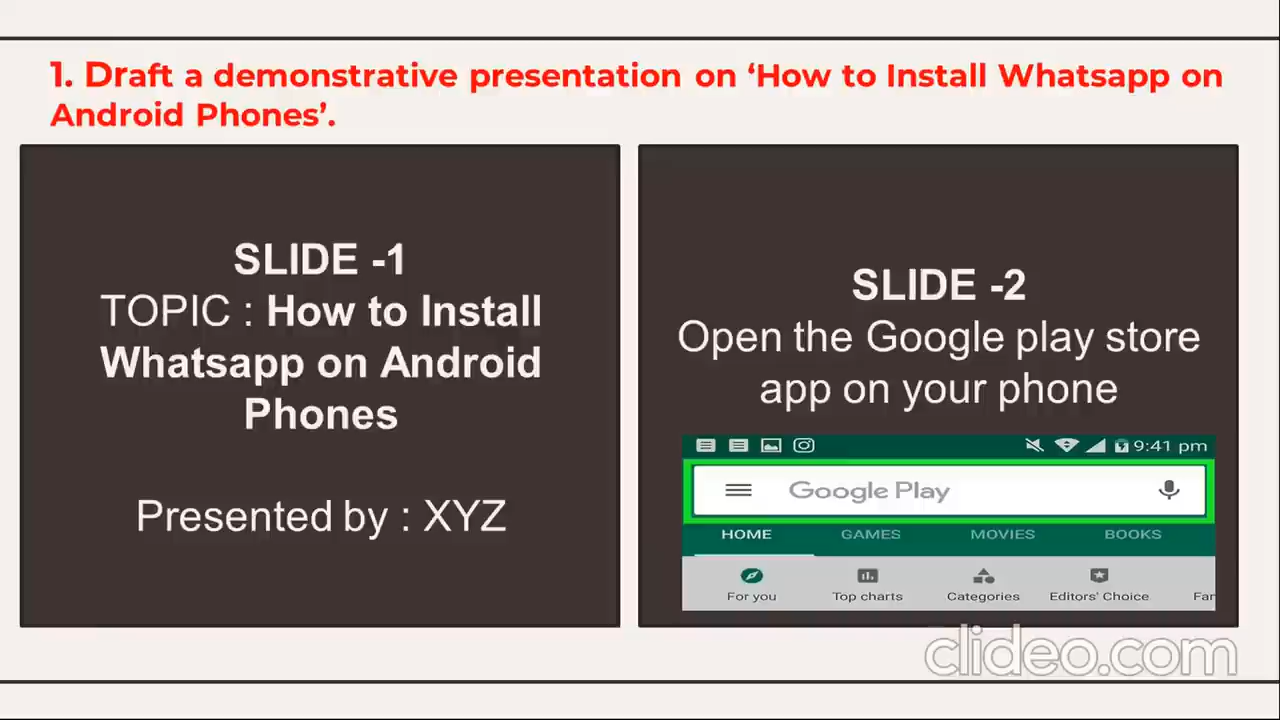 1. Draft a demonstrative presentation on ‘How to Install Whatsapp on
Android Phones’.
SLIDE -1
TOPIC : How to Install
Whatsapp on Android
Phones
Presented by : XYZ
SLIDE -2
Open the Google play store
app on your phone
9:41 pm
Google Play
HOME GAMES MOVIES BOOKS
For you Top charts Categories Editors' Choice Far
clideo.com